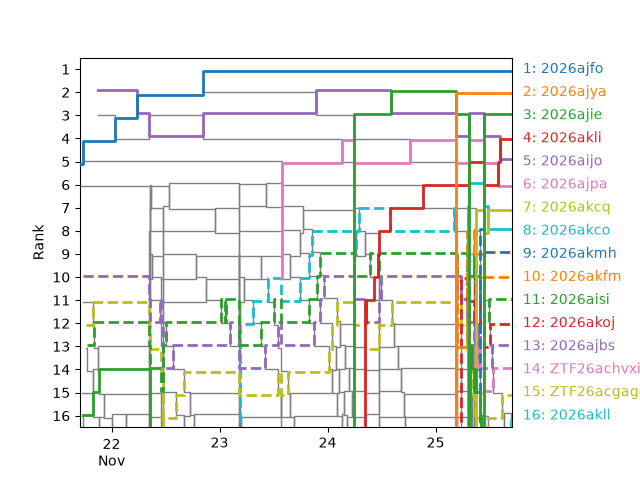 Rank
1
2
3
4
5
6
7
8
9
10
11
12
13
14
15
16
22
23
24
25
Nov
1: 2026ajfo
2: 2026ajya
3: 2026ajie
4: 2026akli
5: 2026aijo
6: 2026ajpa
7: 2026akcq
8: 2026akco
9: 2026akmh
10: 2026akfm
11: 2026aisi
12: 2026akoj
13: 2026ajbs
14: ZTF26achvxi
15: ZTF26acgag
16: 2026akll